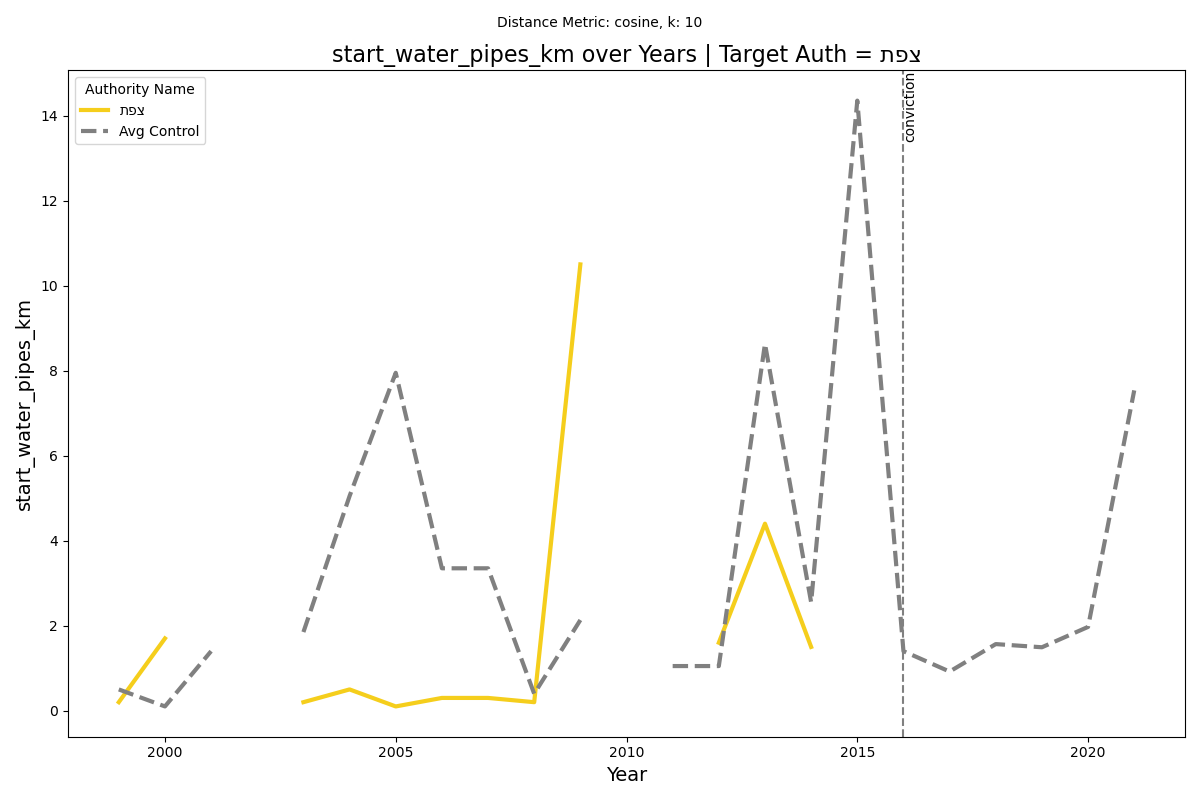 Distance Metric: cosine, k: 10
start_water_pipes_km over Years | Target Auth = צפת
Authority Name
צפת
Avg Control
conviction
start_water_pipes_km
14
12
10
8
6
4
2
0
2000
2005
2010
2015
2020
Year